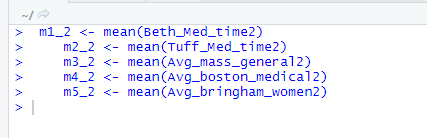 ~/
> m1_2 <- mean(Beth_Med_time2)
> m2_2 <- mean(Tuff_Med_time2)
> m3_2 <- mean(Avg_mass_general2)
> m4_2 <- mean(Avg_boston_medical2)
> m5_2 <- mean(Avg_bringham_women2)
>